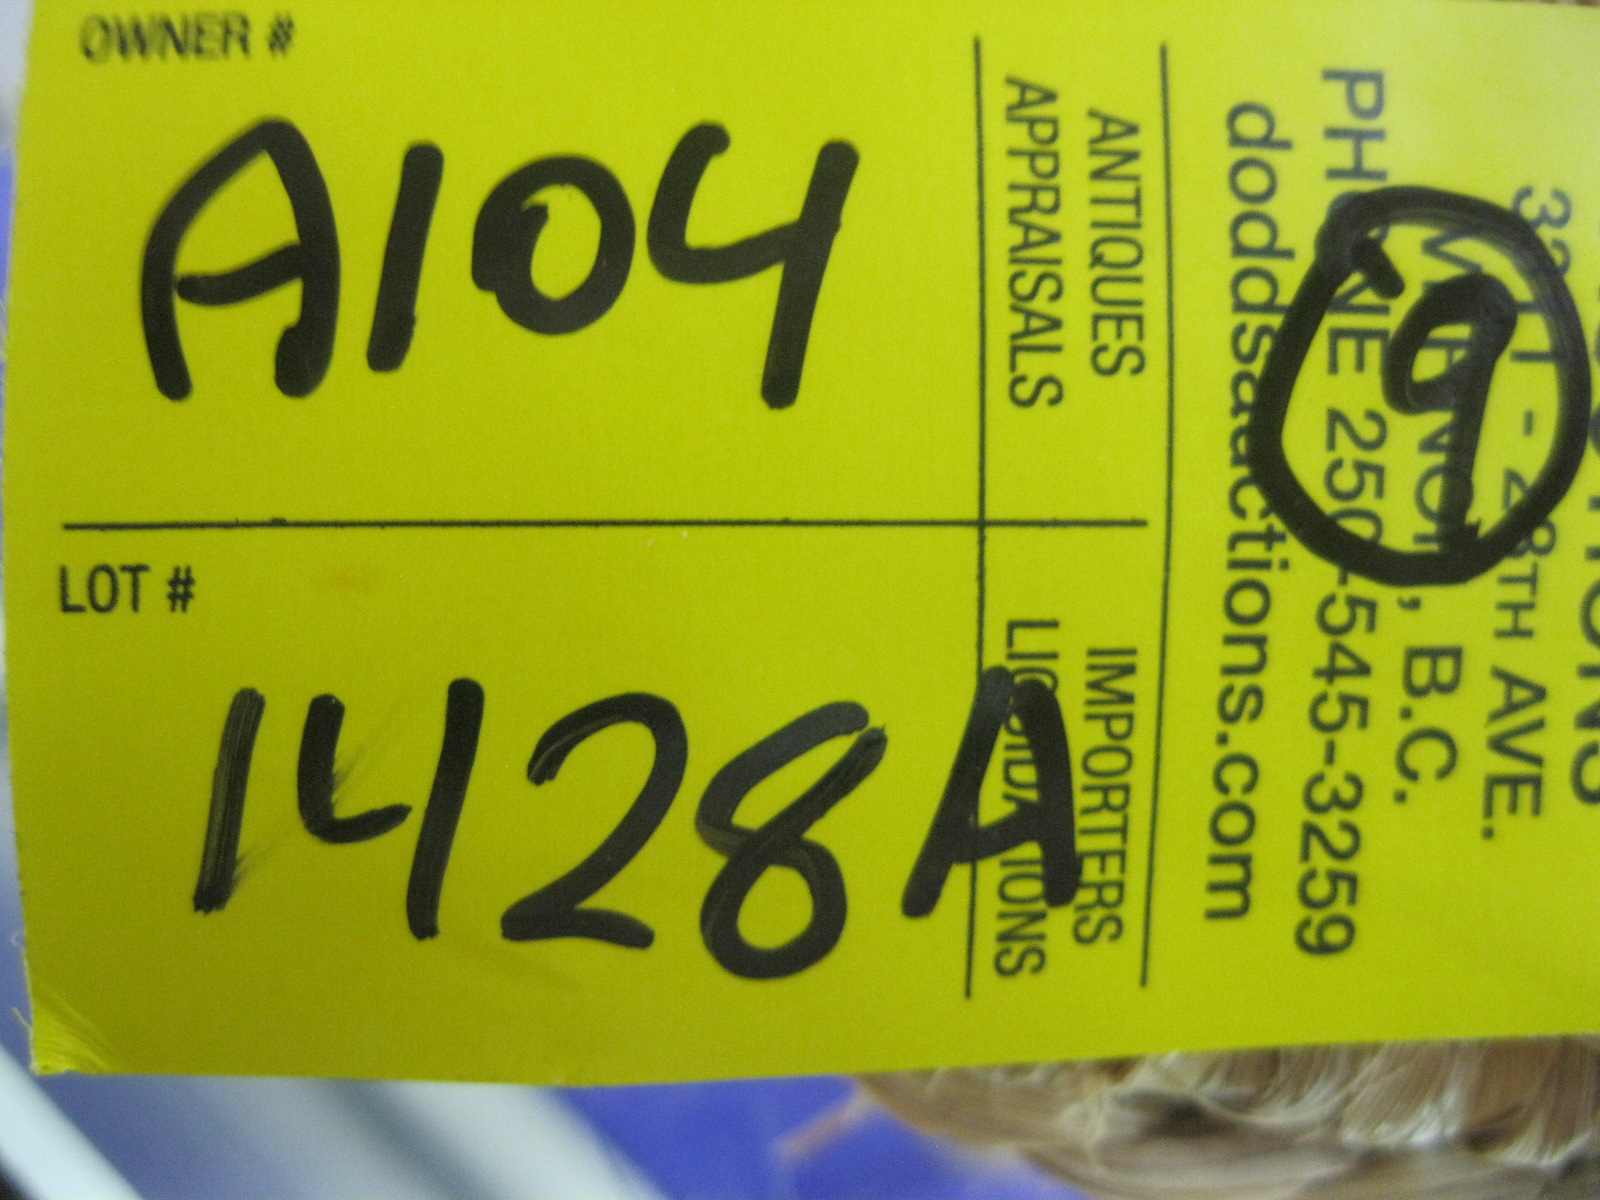 OWNER #
A104
LOT #
1428A
ANTIQUES IMPORTERS
APPRAISALS LIQUIDATIONS
9
28TH AVE.
B.C.
PHONE 250-545-3259
doddsauctions.com